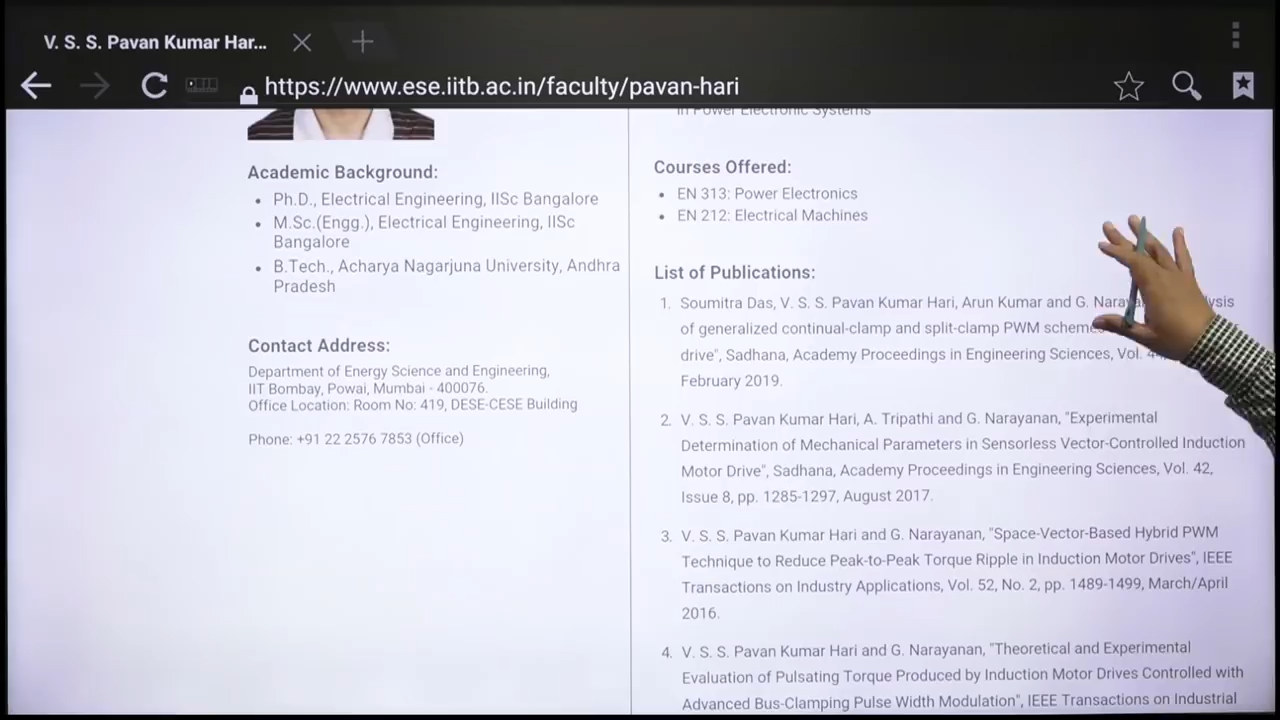 V. S. S. Pavan Kumar Har...
https://www.ese.iitb.ac.in/faculty/pavan-hari
Academic Background:
Ph.D., Electrical Engineering, IISc Bangalore
M.Sc.(Engg.), Electrical Engineering, IISc
Bangalore
B.Tech., Acharya Nagarjuna University, Andhra
Pradesh
Contact Address:
Department of Energy Science and Engineering,
IIT Bombay, Powai, Mumbai - 400076.
Office Location: Room No: 419, DESE-CESE Building
Phone: +91 22 2576 7853 (Office)
in Power Electronic Systems
Courses Offered:
EN 313: Power Electronics
EN 212: Electrical Machines
List of Publications:
1. Soumitra Das, V. S. S. Pavan Kumar Hari, Arun Kumar and G.
of generalized continual-clamp and split-clamp PWM
drive", Sadhana, Academy Proceedings in Engineering Sciences, Vol.
February 2019.
2. V. S. S. Pavan Kumar Hari, A. Tripathi and G. Narayanan, "Experimental
Determination of Mechanical Parameters in Sensorless Vector-Controlled Induction
Motor Drive", Sadhana, Academy Proceedings in Engineering Sciences, Vol. 42,
Issue 8, pp. 1285-1297, August 2017.
3. V. S. S. Pavan Kumar Hari and G. Narayanan, "Space-Vector-Based Hybrid PWM
Technique to Reduce Peak-to-Peak Torque Ripple in Induction Motor Drives", IEEE
Transactions on Industry Applications, Vol. 52, No. 2, pp. 1489-1499, March/April
2016.
4. V. S. S. Pavan Kumar Hari and G. Narayanan, "Theoretical and Experimental
Evaluation of Pulsating Torque Produced by Induction Motor Drives Controlled with
Advanced Bus-Clamping Pulse Width Modulation", IEEE Transactions on Industrial